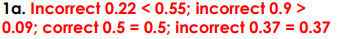 1a. Incorrect 0.22 < 0.55; incorrect 0.9 >
0.09; correct 0.5 = 0.5; incorrect 0.37 = 0.37